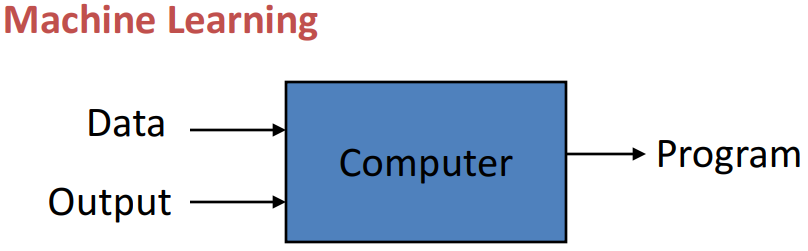 Machine Learning
Data
Computer
Program
Output